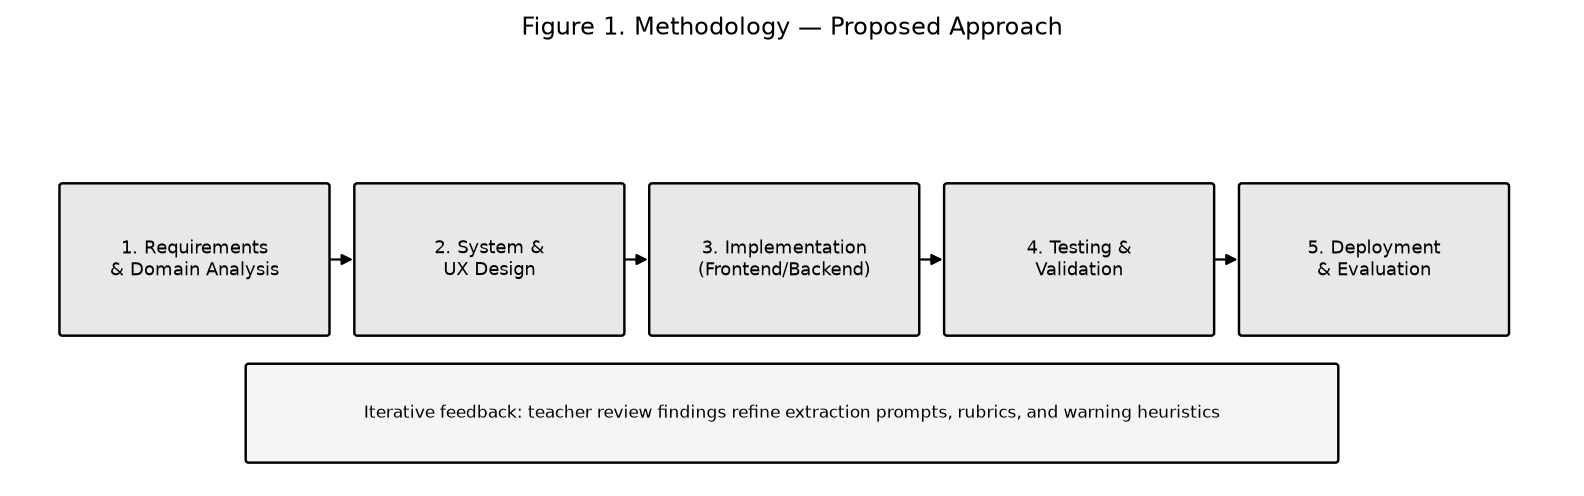 Figure 1. Methodology — Proposed Approach
1. Requirements
& Domain Analysis
2. System &
UX Design
3. Implementation
(Frontend/Backend)
4. Testing &
Validation
5. Deployment
& Evaluation
Iterative feedback: teacher review findings refine extraction prompts, rubrics, and warning heuristics